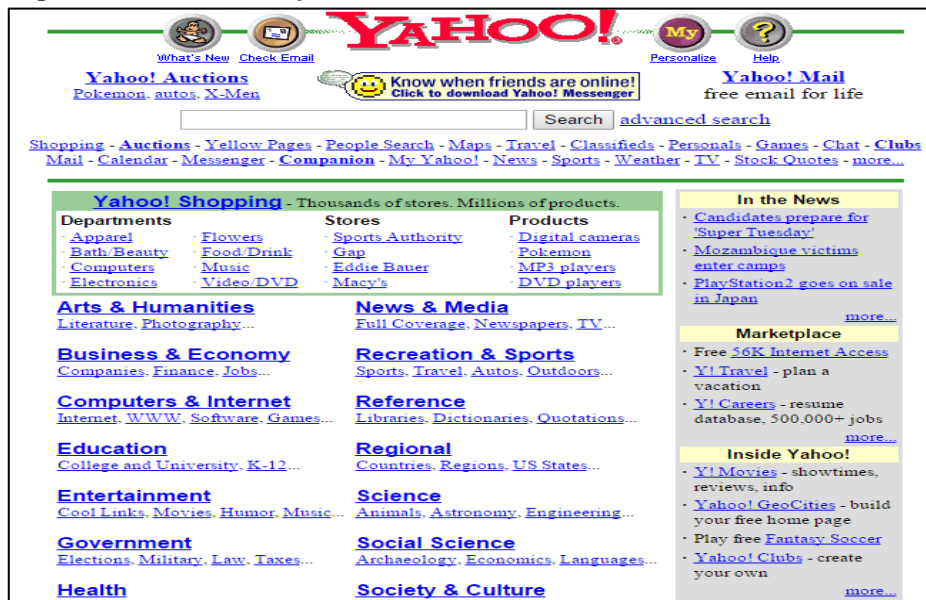 YAHOO!
My
?
What's New Check Email Personalize Help
Yahoo! Auctions
Pokemon, autos, X-Men
Know when friends are online!
Click to download Yahoo! Messenger
Yahoo! Mail
free email for life
Search advanced search
Shopping - Auctions - Yellow Pages - People Search - Maps - Travel - Classifieds - Personals - Games - Chat - Clubs
Mail - Calendar - Messenger - Companion - My Yahoo! - News - Sports - Weather - TV - Stock Quotes - more...
Yahoo! Shopping - Thousands of stores. Millions of products.
Departments Stores Products
· Apparel · Flowers · Sports Authority · Digital cameras
· Bath/Beauty · Food/Drink · Gap · Pokemon
· Computers · Music · Eddie Bauer · MP3 players
· Electronics · Video/DVD · Macy's · DVD players
Arts & Humanities
Literature, Photography...
News & Media
Full Coverage, Newspapers, TV...
Business & Economy
Companies, Finance, Jobs...
Recreation & Sports
Sports, Travel, Autos, Outdoors...
Computers & Internet
Internet, WWW, Software, Games...
Reference
Libraries, Dictionaries, Quotations...
Education
College and University, K-12...
Regional
Countries, Regions, US States...
Entertainment
Cool Links, Movies, Humor, Music...
Science
Animals, Astronomy, Engineering...
Government
Elections, Military, Law, Taxes...
Social Science
Archaeology, Economics, Languages...
Health
Society & Culture
In the News
· Candidates prepare for
'Super Tuesday'
· Mozambique victims
enter camps
· PlayStation2 goes on sale
in Japan
more...
Marketplace
· Free 56K Internet Access
· Y! Travel - plan a
vacation
· Y! Careers - resume
database, 500,000+ jobs
more...
Inside Yahoo!
· Y! Movies - showtimes,
reviews, info
· Yahoo! GeoCities - build
your free home page
· Play free Fantasy Soccer
· Yahoo! Clubs - create
your own
more...